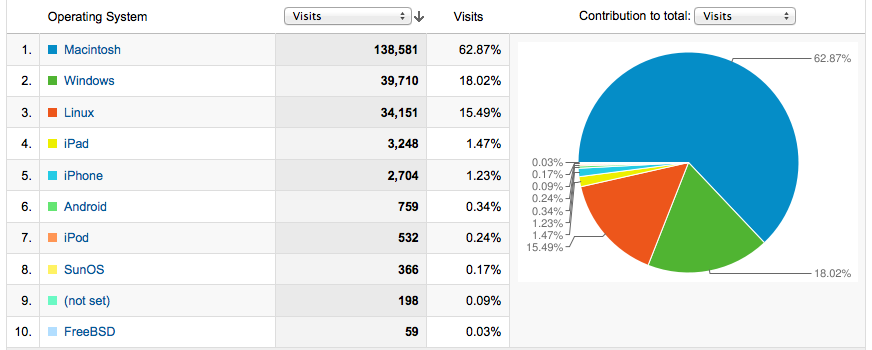 Operating System Visits Visits Contribution to total: Visits
1. Macintosh 138,581 62.87%
2. Windows 39,710 18.02%
3. Linux 34,151 15.49%
4. iPad 3,248 1.47%
5. iPhone 2,704 1.23%
6. Android 759 0.34%
7. iPod 532 0.24%
8. SunOS 366 0.17%
9. (not set) 198 0.09%
10. FreeBSD 59 0.03%
62.87%
0.03%
0.17%
0.09%
0.24%
0.34%
1.23%
1.47%
15.49%
18.02%